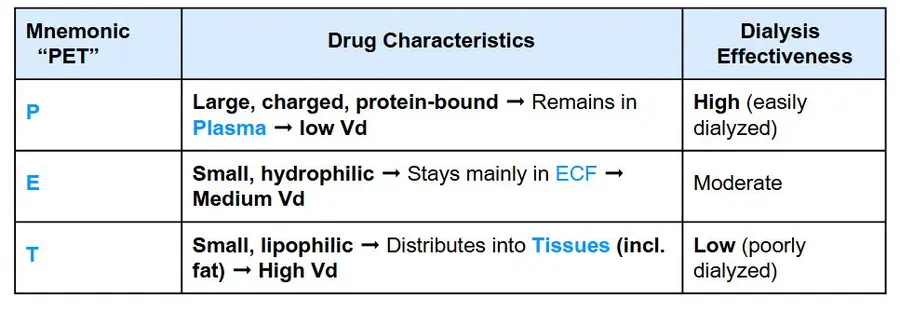 Mnemonic
“PET”
Drug Characteristics
Dialysis
Effectiveness
P
Large, charged, protein-bound → Remains in
Plasma → low Vd
High (easily
dialyzed)
E
Small, hydrophilic → Stays mainly in ECF →
Medium Vd
Moderate
T
Small, lipophilic → Distributes into Tissues (incl.
fat) → High Vd
Low (poorly
dialyzed)